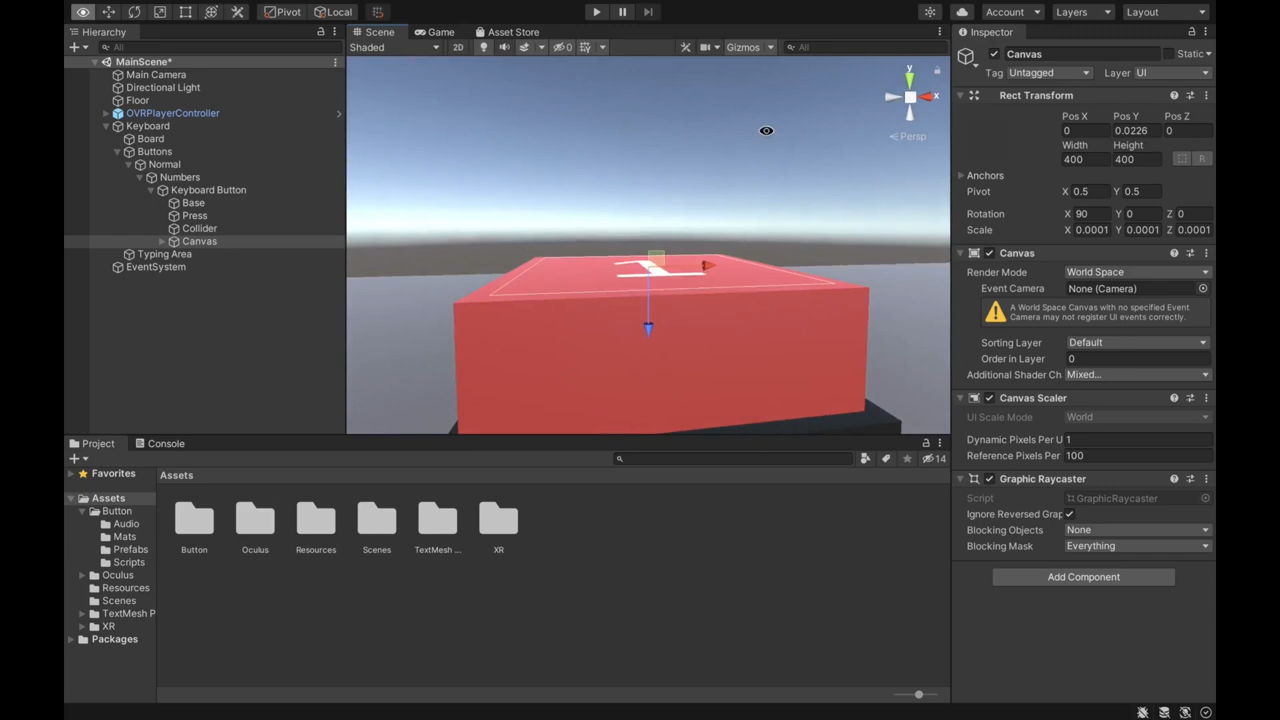 Pivot Local Account Layers Layout
Hierarchy Scene Game Asset Store Inspector
All Shaded 2D 0 Gizmos All Canvas Static
MainScene* Tag Untagged Layer UI
Main Camera
Directional Light
Floor
OVRPlayerController
Keyboard
Board
Buttons
Normal
Numbers
Keyboard Button
Base
Press
Collider
Canvas
Typing Area
EventSystem
y
x
Persp
1
Rect Transform
Pos X Pos Y Pos Z
0 0.0226 0
Width Height
400 400
R
Anchors
Pivot X 0.5 Y 0.5
Rotation X 90 Y 0 Z 0
Scale X 0.0001 Y 0.0001 Z 0.0001
Canvas
Render Mode World Space
Event Camera None (Camera)
A World Space Canvas with no specified Event
Camera may not register UI events correctly.
Sorting Layer Default
Order in Layer 0
Additional Shader Ch Mixed...
Canvas Scaler
UI Scale Mode World
Dynamic Pixels Per U 1
Reference Pixels Per 100
Graphic Raycaster
Script GraphicRaycaster
Ignore Reversed Grap
Blocking Objects None
Blocking Mask Everything
Add Component
Project Console
14
Favorites
Assets
Button
Audio
Mats
Prefabs
Scripts
Oculus
Resources
Scenes
TextMesh P
XR
Packages
Assets
Button Oculus Resources Scenes TextMesh ... XR